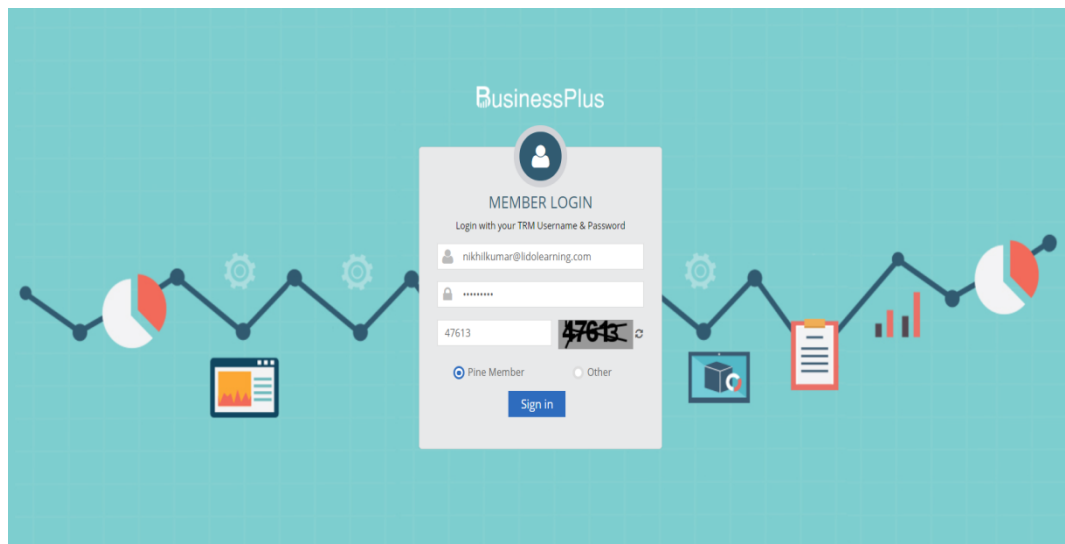 BusinessPlus
MEMBER LOGIN
Login with your TRM Username & Password
nikhilkumar@lidolearning.com
•••••••••
47613 47613
Pine Member Other
Sign in